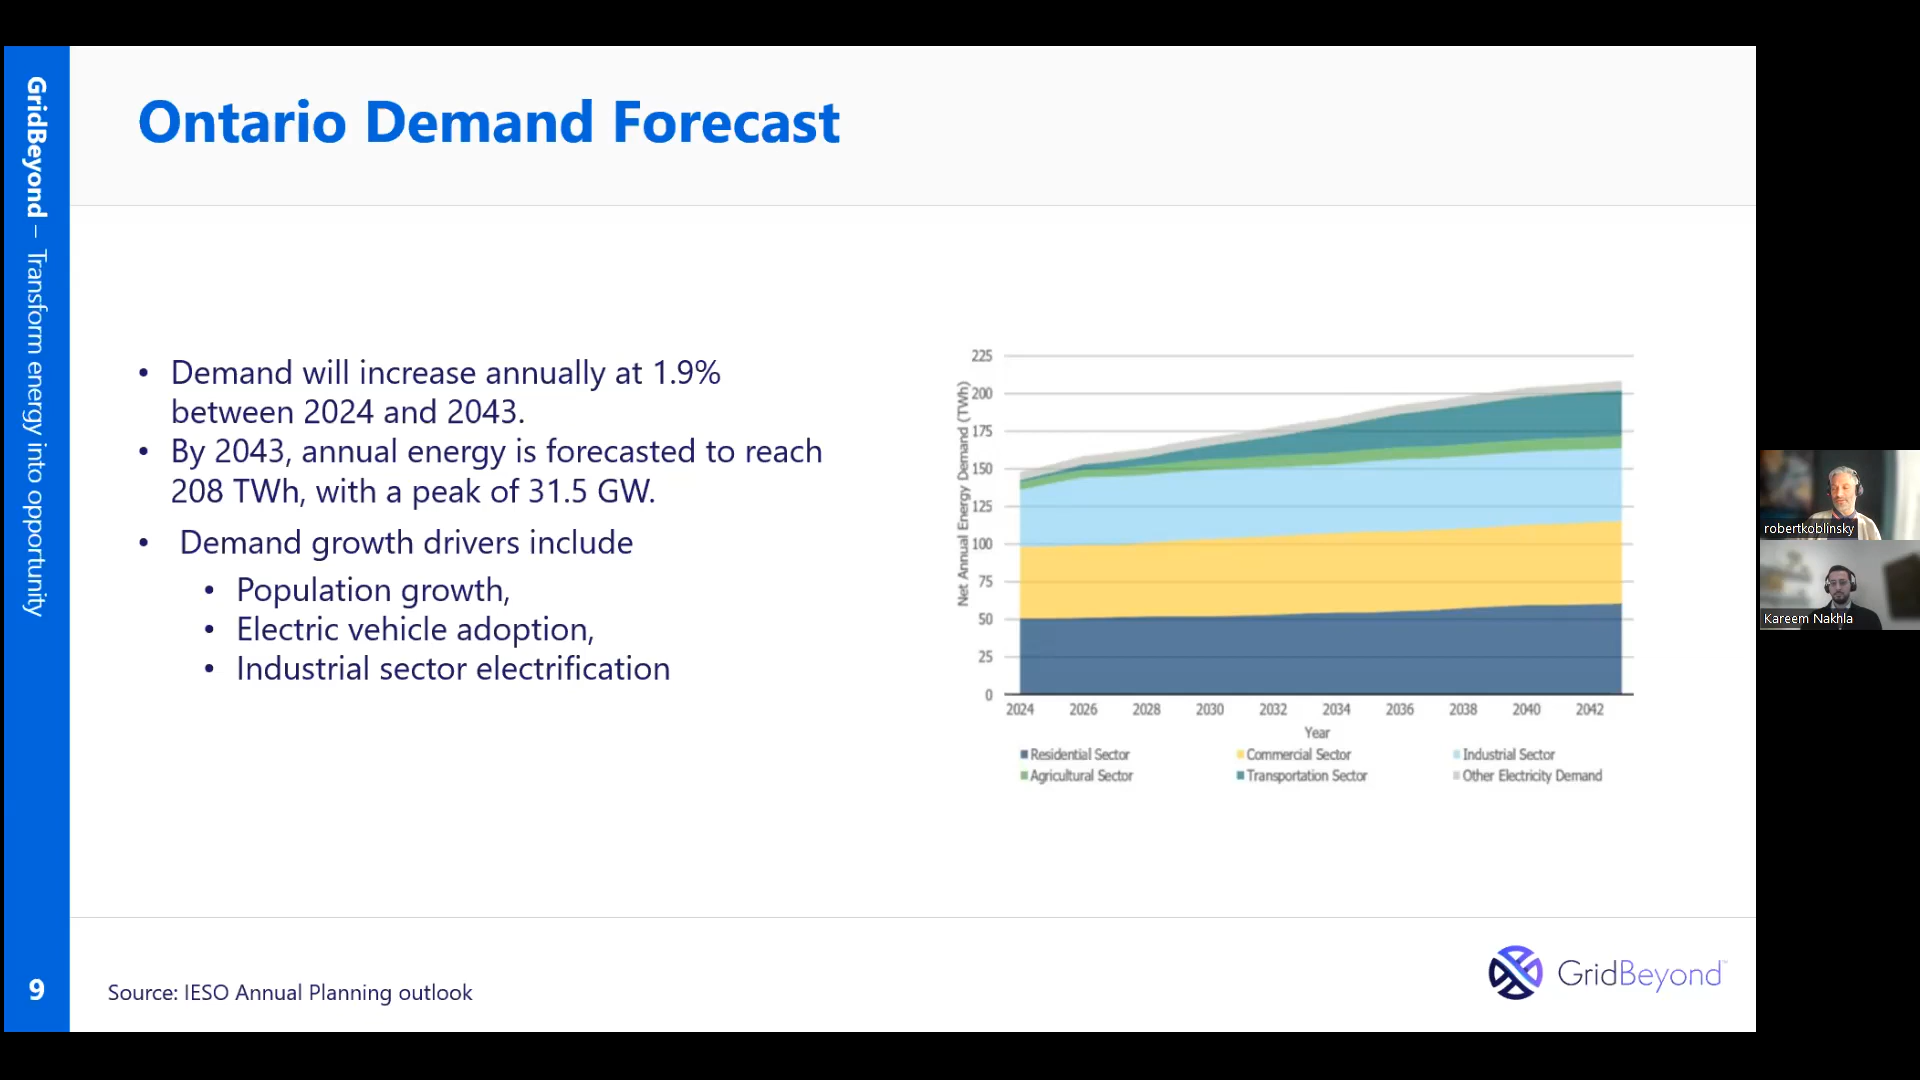 GridBeyond – Transform energy into opportunity
Ontario Demand Forecast
• Demand will increase annually at 1.9%
between 2024 and 2043.
• By 2043, annual energy is forecasted to reach
208 TWh, with a peak of 31.5 GW.
• Demand growth drivers include
• Population growth,
• Electric vehicle adoption,
• Industrial sector electrification
Net Annual Energy Demand (TWh)
225
200
175
150
125
100
75
50
25
0
2024 2026 2028 2030 2032 2034 2036 2038 2040 2042
Year
Residential Sector Commercial Sector Industrial Sector
Agricultural Sector Transportation Sector Other Electricity Demand
robertkoblinsky
Kareem Nakhla
9
Source: IESO Annual Planning outlook
GridBeyond™